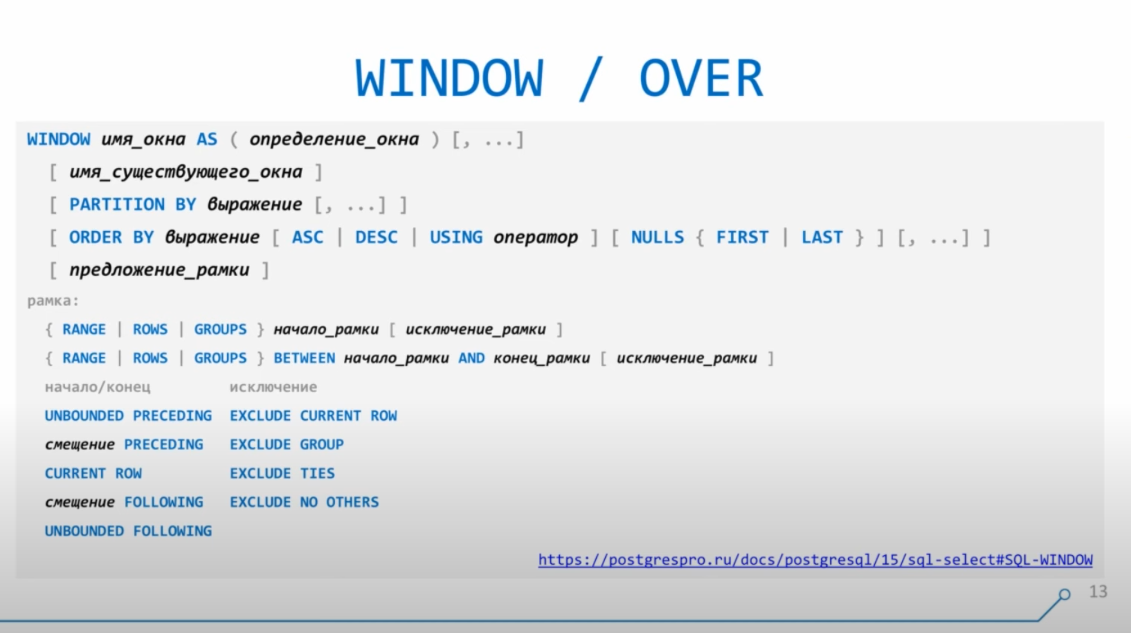 WINDOW / OVER
WINDOW имя_окна AS ( определение_окна ) [, ...]
[ имя_существующего_окна ]
[ PARTITION BY выражение [, ...] ]
[ ORDER BY выражение [ ASC | DESC | USING оператор ] [ NULLS { FIRST | LAST } ] [, ...] ]
[ предложение_рамки ]
рамка:
{ RANGE | ROWS | GROUPS } начало_рамки [ исключение_рамки ]
{ RANGE | ROWS | GROUPS } BETWEEN начало_рамки AND конец_рамки [ исключение_рамки ]
начало/конец исключение
UNBOUNDED PRECEDING EXCLUDE CURRENT ROW
смещение PRECEDING EXCLUDE GROUP
CURRENT ROW EXCLUDE TIES
смещение FOLLOWING EXCLUDE NO OTHERS
UNBOUNDED FOLLOWING
https://postgrespro.ru/docs/postgresql/15/sql-select#SQL-WINDOW
13